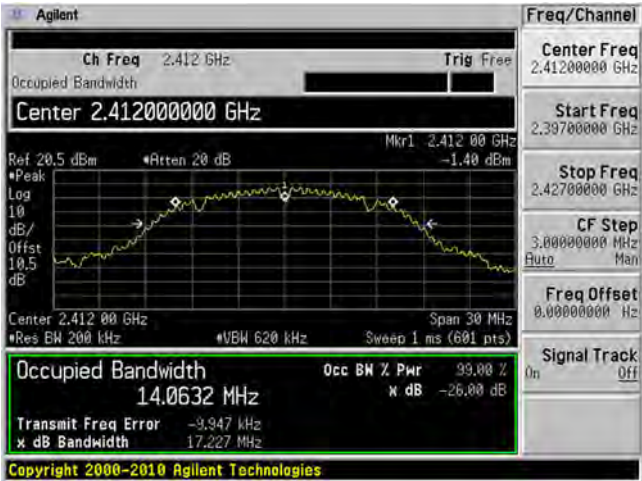 Agilent
Freq/Channel
Ch Freq 2.412 GHz Trig Free
Occupied Bandwidth
Center 2.412000000 GHz
Mkr1 2.412 00 GHz
Ref 20.5 dBm *Atten 20 dB -1.40 dBm
*Peak
Log
10
dB/
Offst
10.5
dB
Center 2.412 00 GHz Span 30 MHz
*Res BW 200 kHz *VBW 620 kHz Sweep 1 ms (601 pts)
Occupied Bandwidth Occ BW % Pwr 99.00 %
14.0632 MHz x dB -26.00 dB
Transmit Freq Error -9.947 kHz
x dB Bandwidth 17.227 MHz
Copyright 2000-2010 Agilent Technologies
Center Freq
2.41200000 GHz
Start Freq
2.39700000 GHz
Stop Freq
2.42700000 GHz
CF Step
3.00000000 MHz
Auto Man
Freq Offset
0.00000000 Hz
Signal Track
On Off